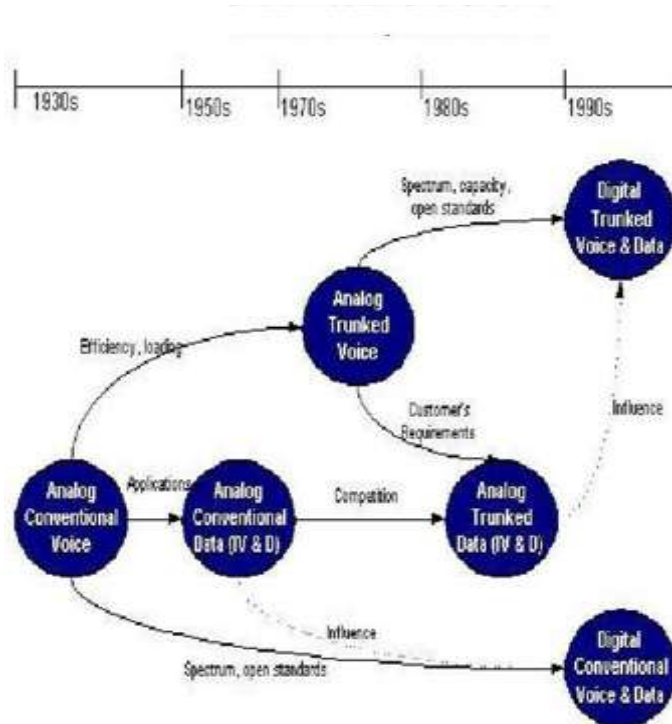 1930s
1950s
1970s
1980s
1990s
Spectrum, capacity,
open standards
Digital
Trunked
Voice & Data
Analog
Trunked
Voice
Efficiency, loading
Customer's
Requirements
Influence
Analog
Conventional
Voice
Applications
Analog
Conventional
Data (IV & D)
Competition
Analog
Trunked
Data (IV & D)
Influence
Spectrum, open standards
Digital
Conventional
Voice & Data